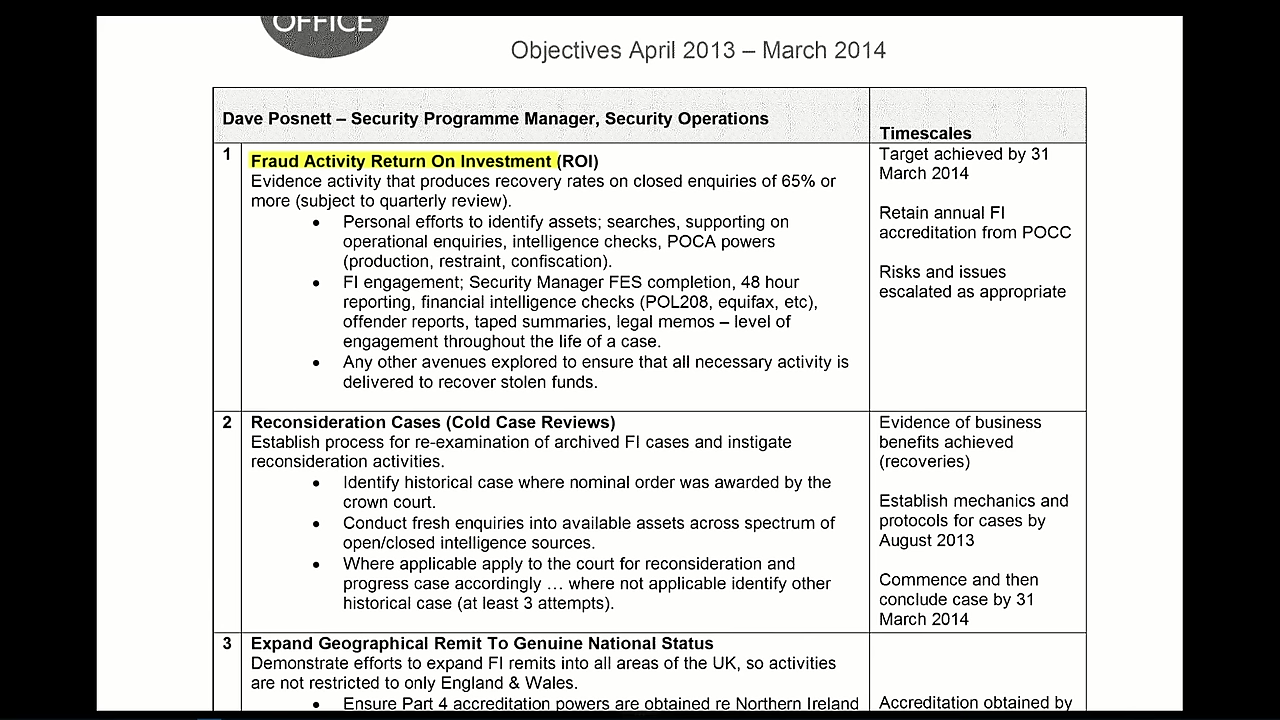 OFFICE
Objectives April 2013 – March 2014
Dave Posnett – Security Programme Manager, Security Operations
Timescales
1
Fraud Activity Return On Investment (ROI)
Evidence activity that produces recovery rates on closed enquiries of 65% or
more (subject to quarterly review).
• Personal efforts to identify assets; searches, supporting on
operational enquiries, intelligence checks, POCA powers
(production, restraint, confiscation).
• FI engagement; Security Manager FES completion, 48 hour
reporting, financial intelligence checks (POL208, equifax, etc),
offender reports, taped summaries, legal memos – level of
engagement throughout the life of a case.
• Any other avenues explored to ensure that all necessary activity is
delivered to recover stolen funds.
Target achieved by 31
March 2014
Retain annual FI
accreditation from POCC
Risks and issues
escalated as appropriate
2
Reconsideration Cases (Cold Case Reviews)
Establish process for re-examination of archived FI cases and instigate
reconsideration activities.
• Identify historical case where nominal order was awarded by the
crown court.
• Conduct fresh enquiries into available assets across spectrum of
open/closed intelligence sources.
• Where applicable apply to the court for reconsideration and
progress case accordingly … where not applicable identify other
historical case (at least 3 attempts).
Evidence of business
benefits achieved
(recoveries)
Establish mechanics and
protocols for cases by
August 2013
Commence and then
conclude case by 31
March 2014
3
Expand Geographical Remit To Genuine National Status
Demonstrate efforts to expand FI remits into all areas of the UK, so activities
are not restricted to only England & Wales.
• Ensure Part 4 accreditation powers are obtained re Northern Ireland
Accreditation obtained by